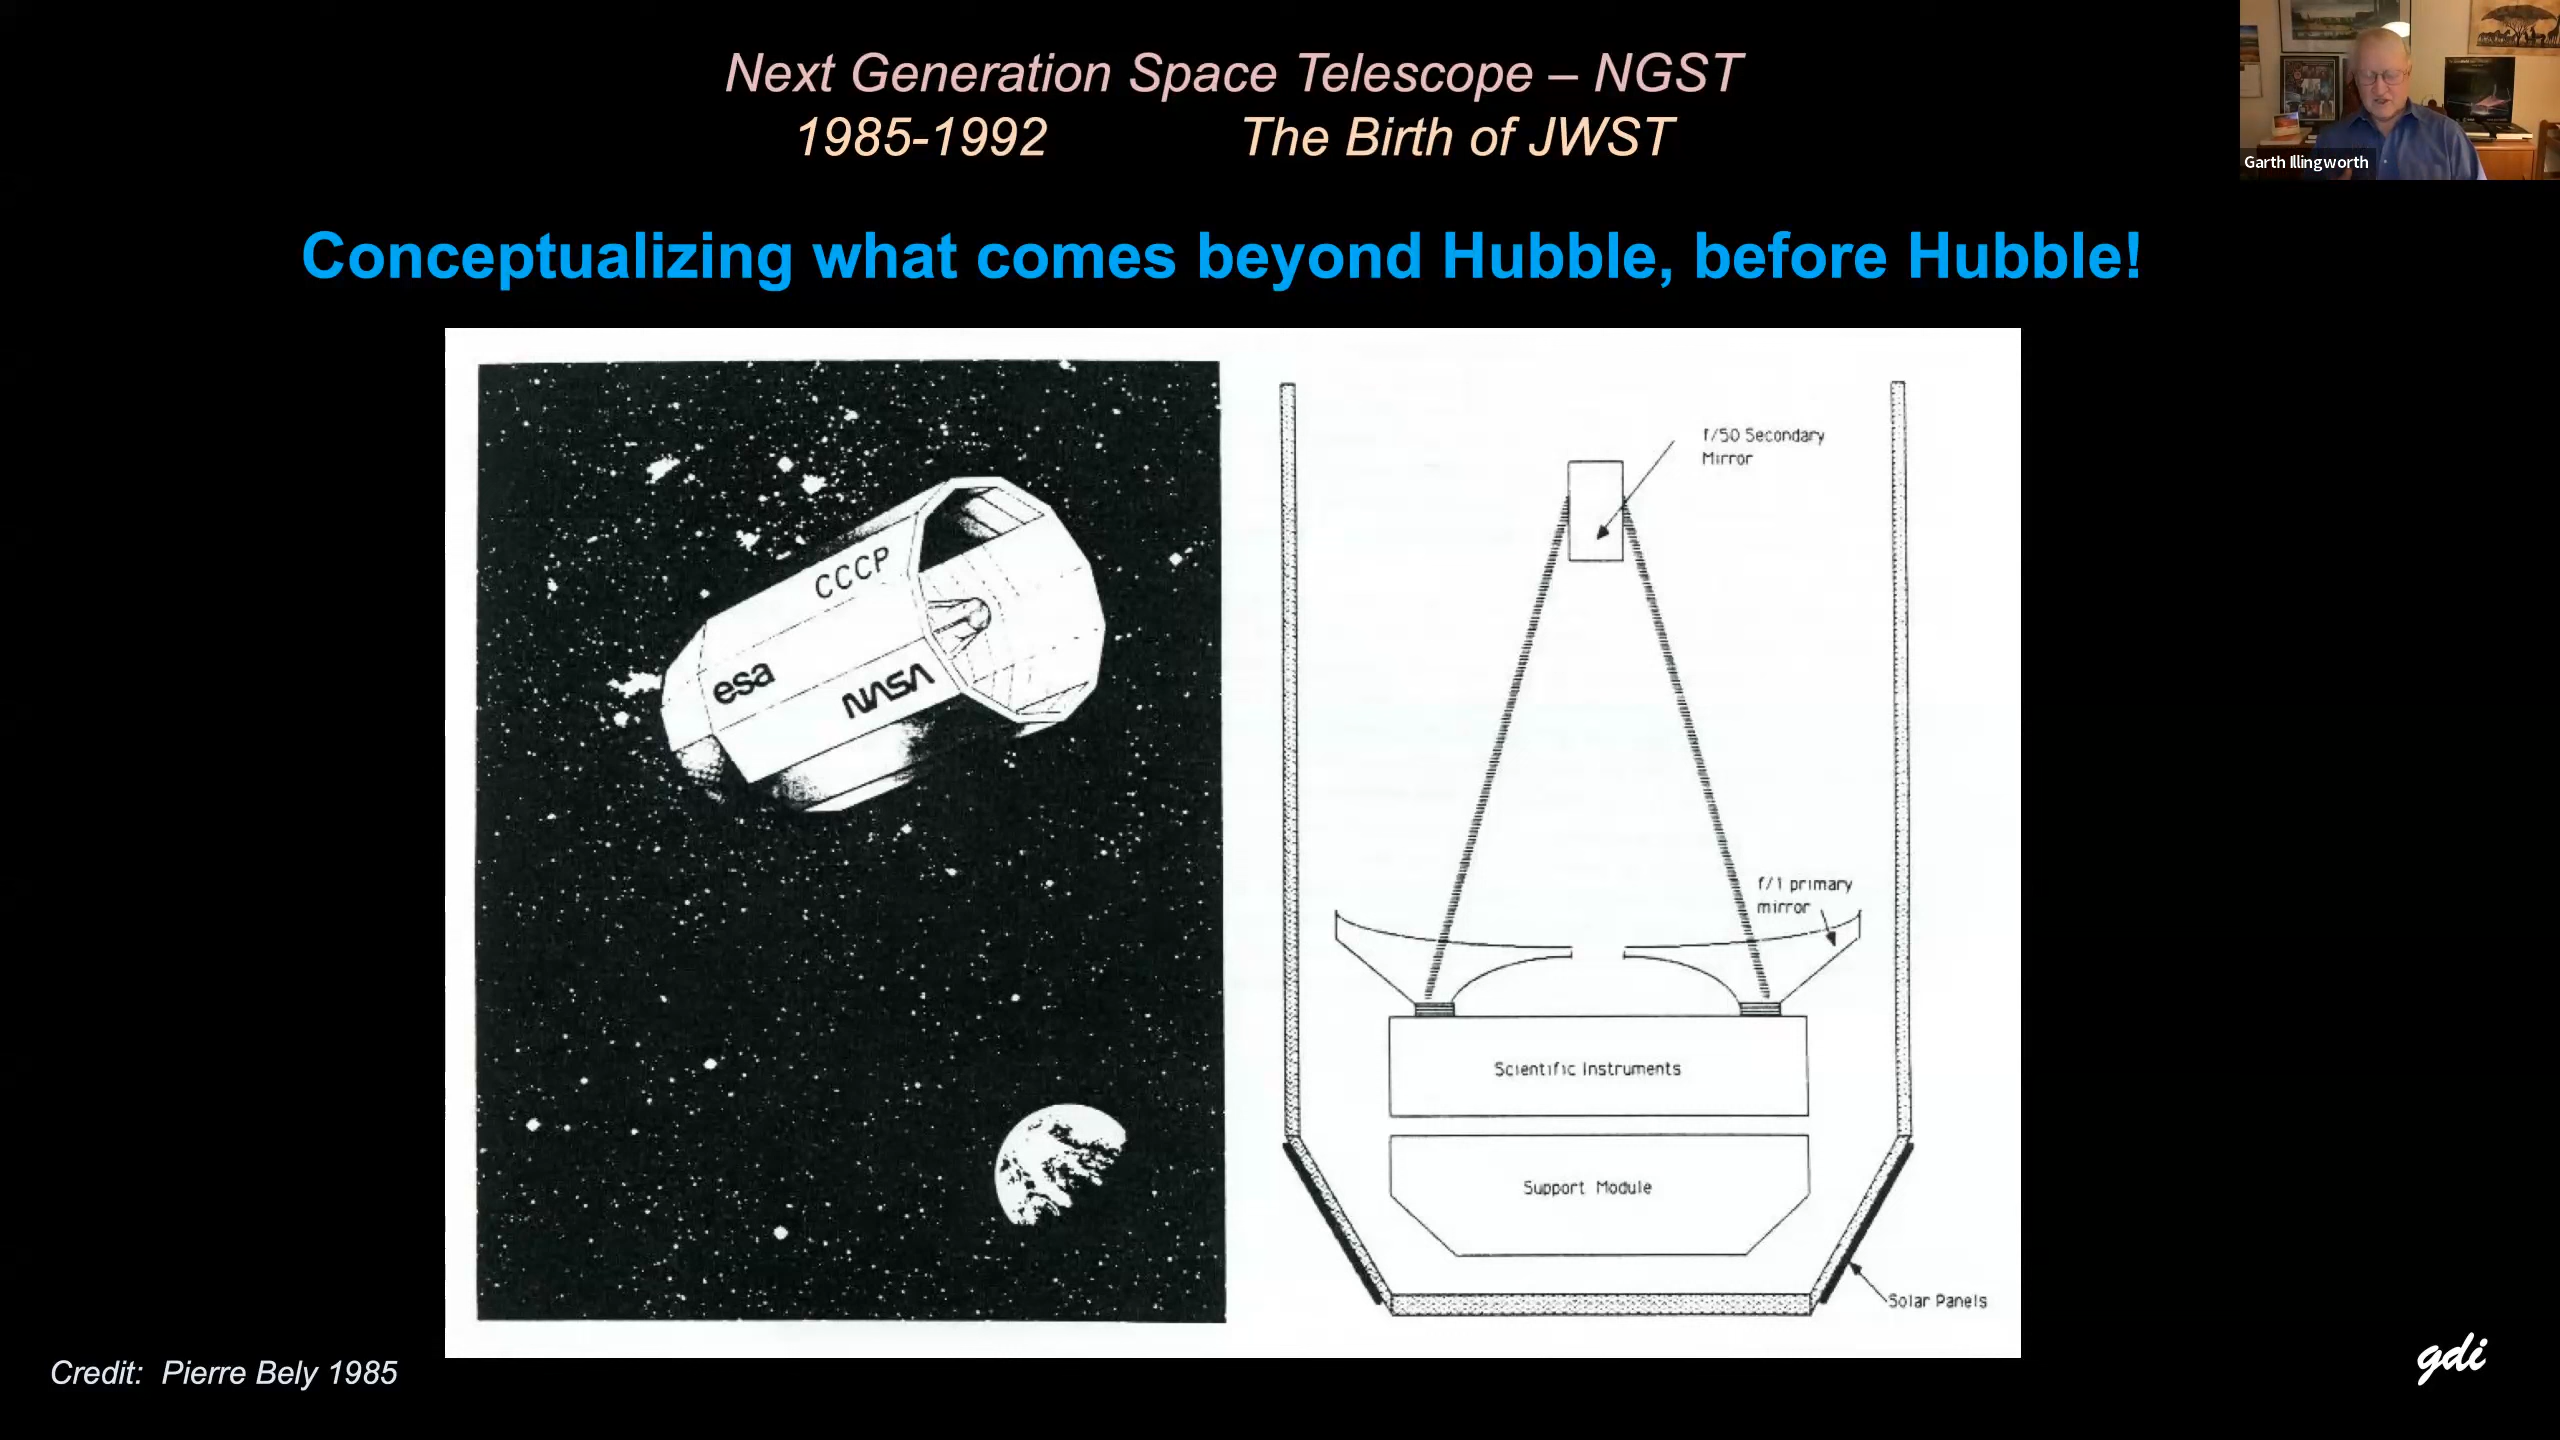 Next Generation Space Telescope – NGST
1985-1992 The Birth of JWST
Garth Illingworth
Conceptualizing what comes beyond Hubble, before Hubble!
CCCP
esa
NASA
f/50 Secondary
Mirror
f/1 primary
mirror
Scientific Instruments
Support Module
Solar Panels
Credit: Pierre Bely 1985
gdi